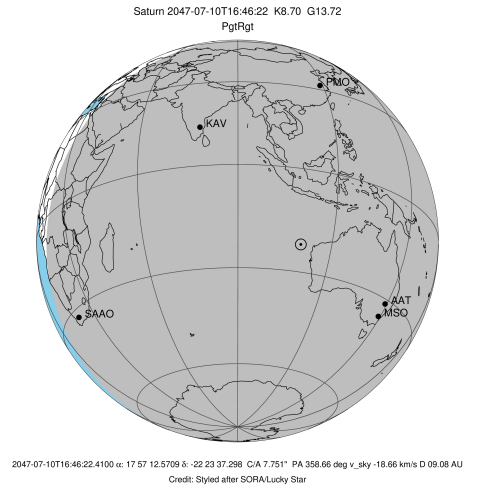 Saturn 2047-07-10T16:46:22 K8.70 G13.72
PgtRgt
PMO
KAV
AAT
MSO
SAAO
2047-07-10T16:46:22.4100 α: 17 57 12.5709 δ: -22 23 37.298 C/A 7.751" PA 358.66 deg v_sky -18.66 km/s D 09.08 AU
Credit: Styled after SORA/Lucky Star